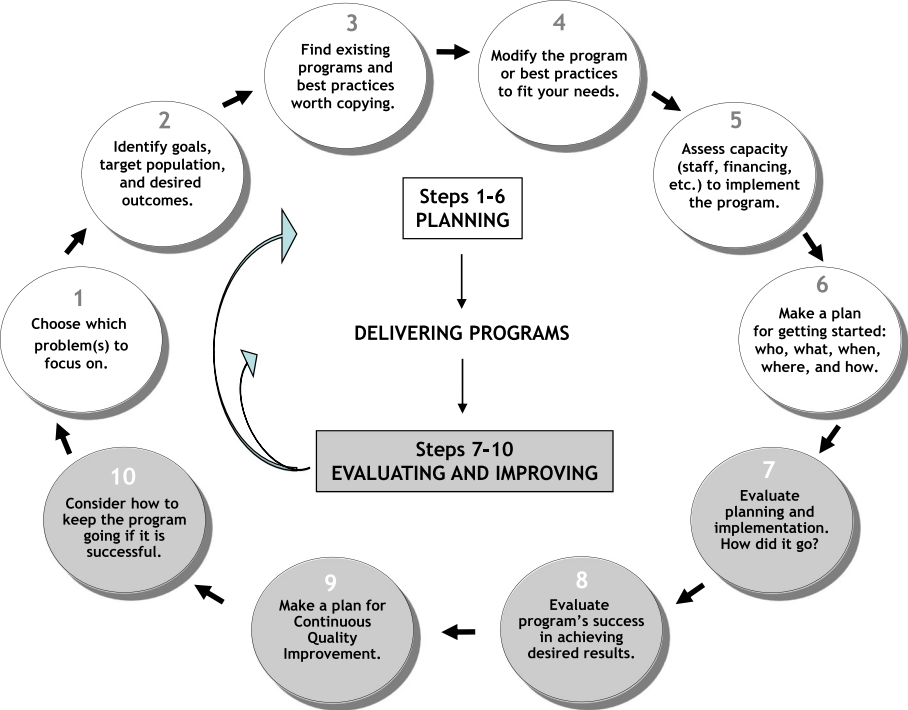 3
Find existing
programs and
best practices
worth copying.
4
Modify the program
or best practices
to fit your needs.
2
Identify goals,
target population,
and desired
outcomes.
5
Assess capacity
(staff, financing,
etc.) to implement
the program.
Steps 1-6
PLANNING
1
Choose which
problem(s) to
focus on.
6
Make a plan
for getting started:
who, what, when,
where, and how.
DELIVERING PROGRAMS
Steps 7-10
EVALUATING AND IMPROVING
10
Consider how to
keep the program
going if it is
successful.
7
Evaluate
planning and
implementation.
How did it go?
9
Make a plan for
Continuous
Quality
Improvement.
8
Evaluate
program’s success
in achieving
desired results.